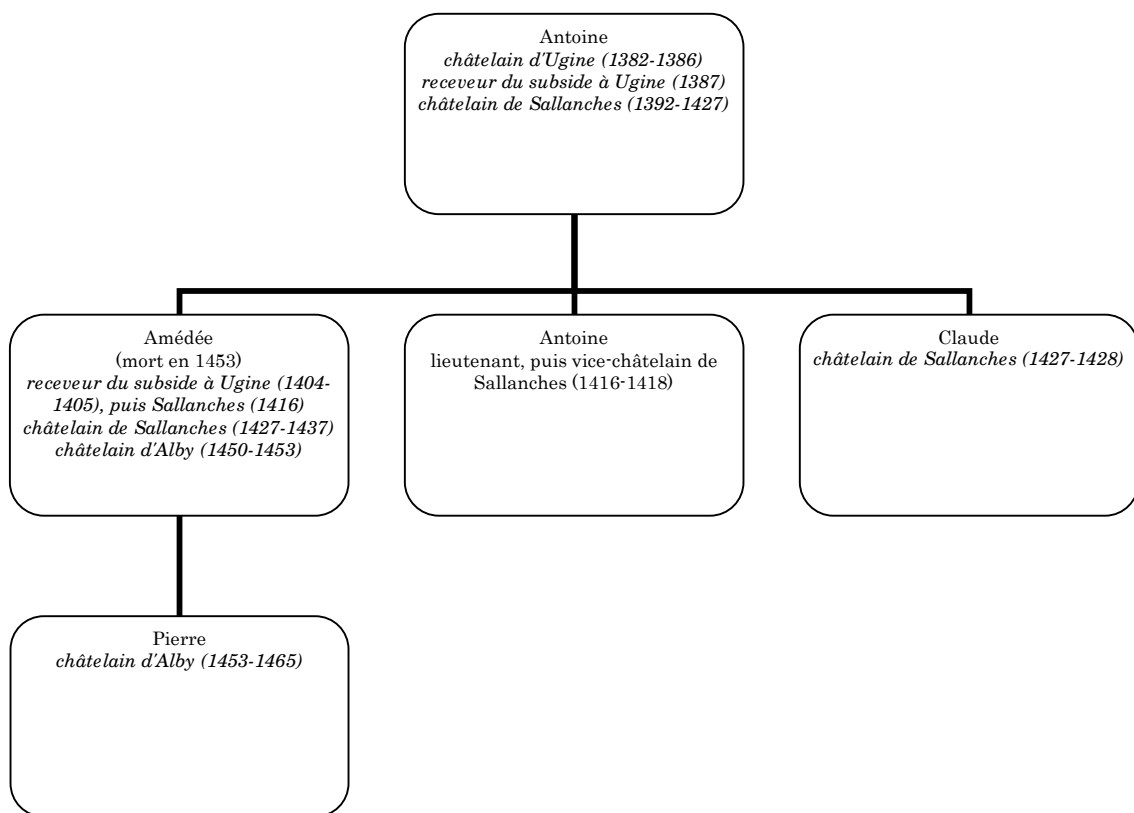 Antoine
châtelain d'Ugine (1382-1386)
receveur du subside à Ugine (1387)
châtelain de Sallanches (1392-1427)
Amédée
(mort en 1453)
receveur du subside à Ugine (1404-
1405), puis Sallanches (1416)
châtelain de Sallanches (1427-1437)
châtelain d'Alby (1450-1453)
Antoine
lieutenant, puis vice-châtelain de
Sallanches (1416-1418)
Claude
châtelain de Sallanches (1427-1428)
Pierre
châtelain d'Alby (1453-1465)